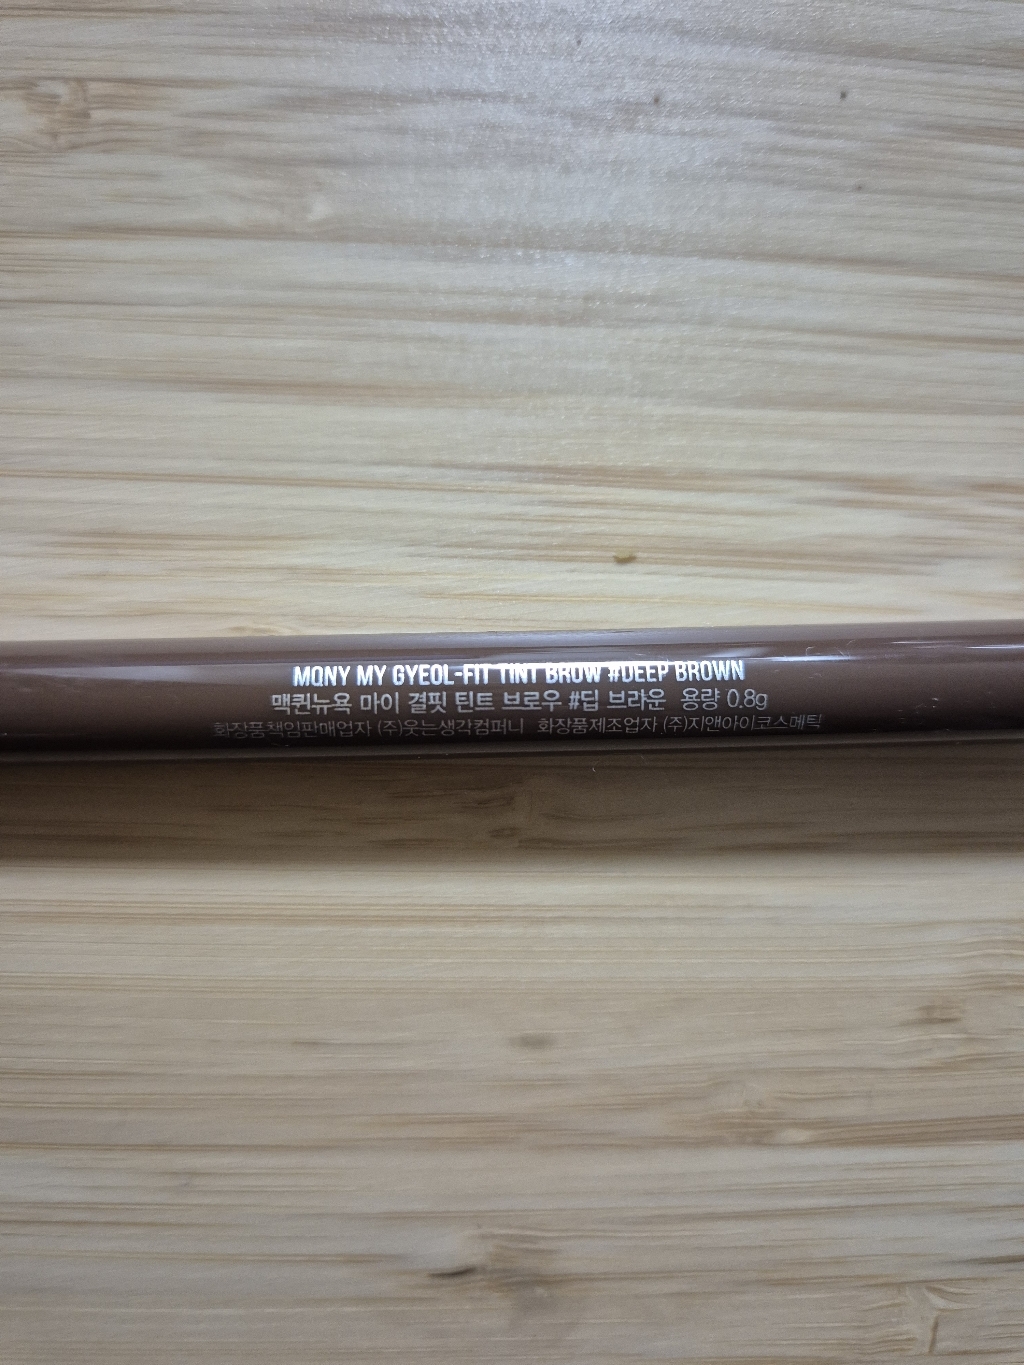 MQNY MY GYEOL-FIT TINT BROW #DEEP BROWN
맥퀸뉴욕 마이 결핏 틴트 브로우 #딥 브라운 용량 0.8g
화장품책임판매업자 (주)웃는생각컴퍼니 화장품제조업자 (주)지앤아이코스메틱